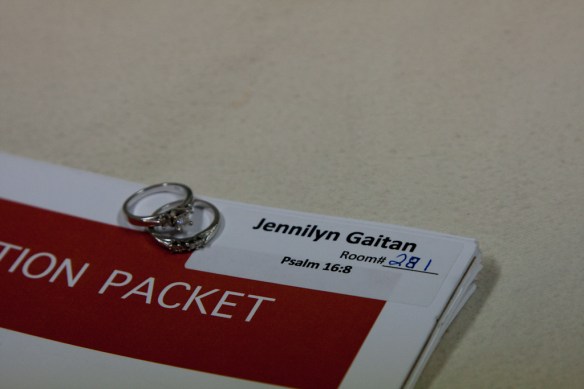 Jennilyn Gaitan
Room# 281
Psalm 16:8
TION PACKET